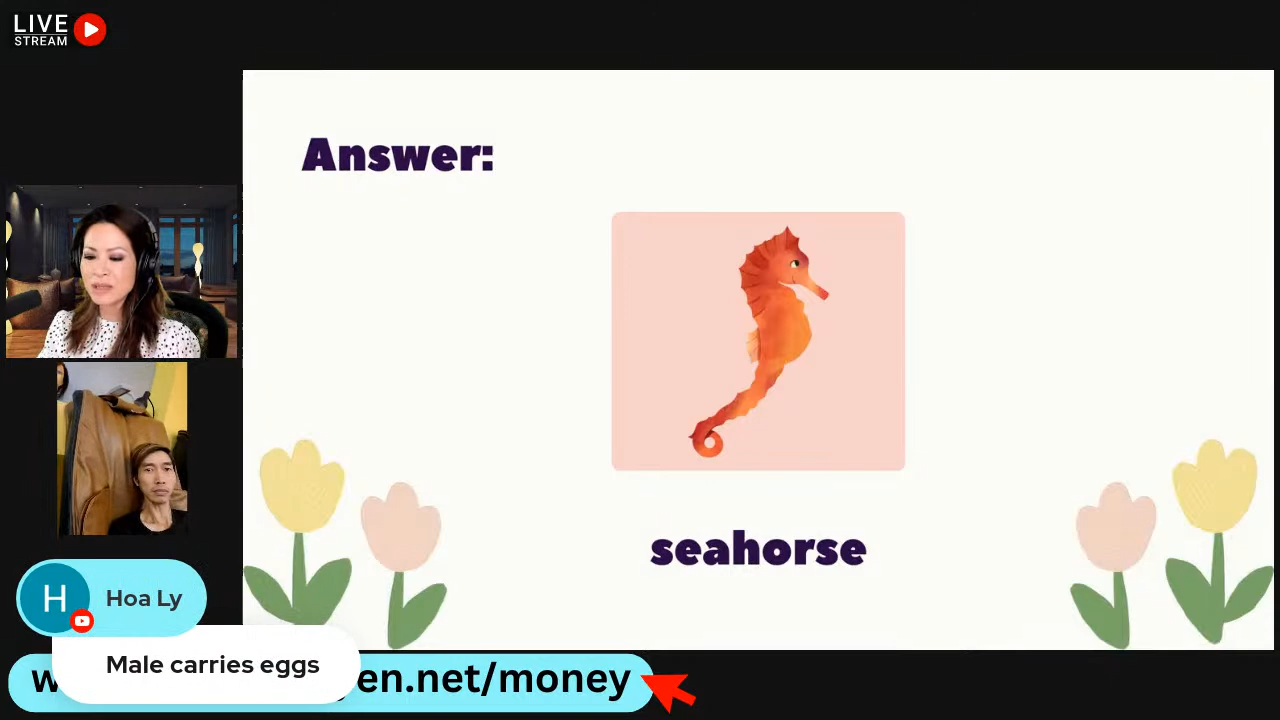 LIVE
STREAM
Answer:
seahorse
H
Hoa Ly
Male carries eggs
en.net/money